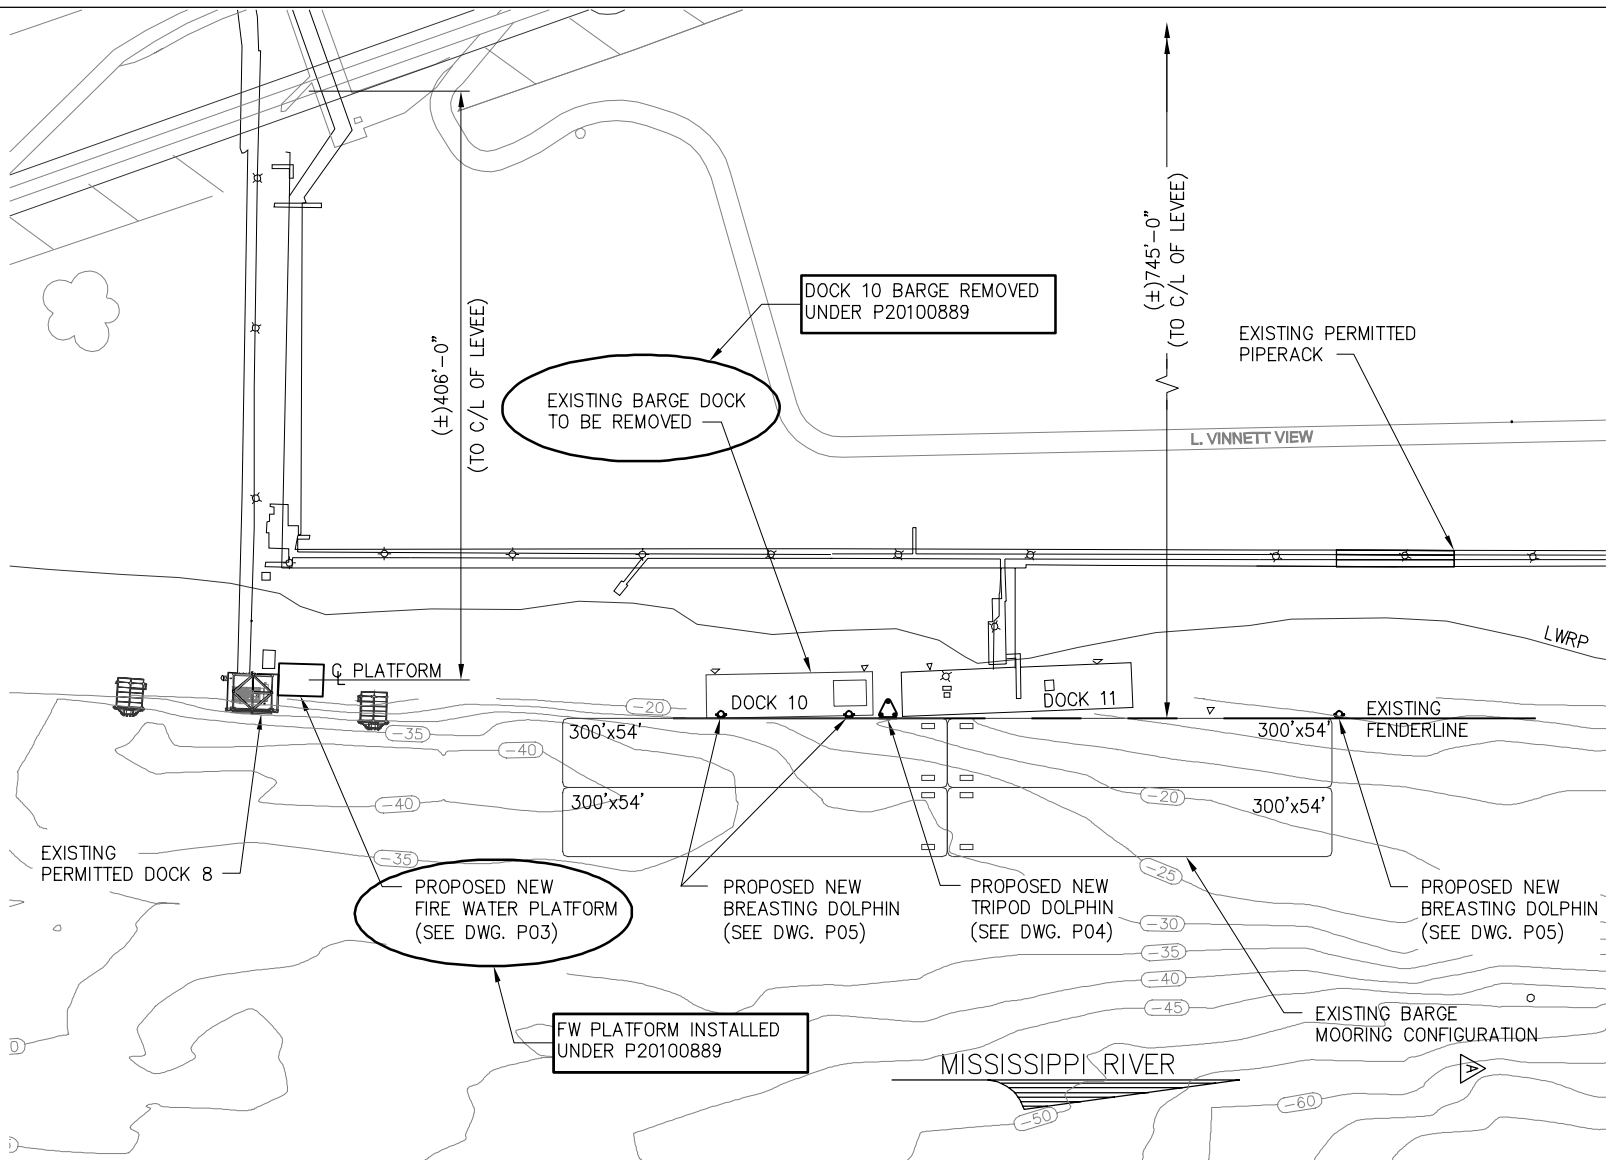 (±)406'-0"
(TO C/L OF LEVEE)
(±)745'-0"
(TO C/L OF LEVEE)
DOCK 10 BARGE REMOVED
UNDER P20100889
EXISTING PERMITTED
PIPERACK
EXISTING BARGE DOCK
TO BE REMOVED
L. VINNETT VIEW
LWRP
℄ PLATFORM
DOCK 10
DOCK 11
EXISTING
FENDERLINE
-20
-35
-40
-40
-35
300'x54'
300'x54'
300'x54'
300'x54'
-20
-25
-30
-35
-40
-45
-50
-60
EXISTING
PERMITTED DOCK 8
PROPOSED NEW
FIRE WATER PLATFORM
(SEE DWG. P03)
PROPOSED NEW
BREASTING DOLPHIN
(SEE DWG. P05)
PROPOSED NEW
TRIPOD DOLPHIN
(SEE DWG. P04)
PROPOSED NEW
BREASTING DOLPHIN
(SEE DWG. P05)
EXISTING BARGE
MOORING CONFIGURATION
FW PLATFORM INSTALLED
UNDER P20100889
MISSISSIPPI RIVER
A